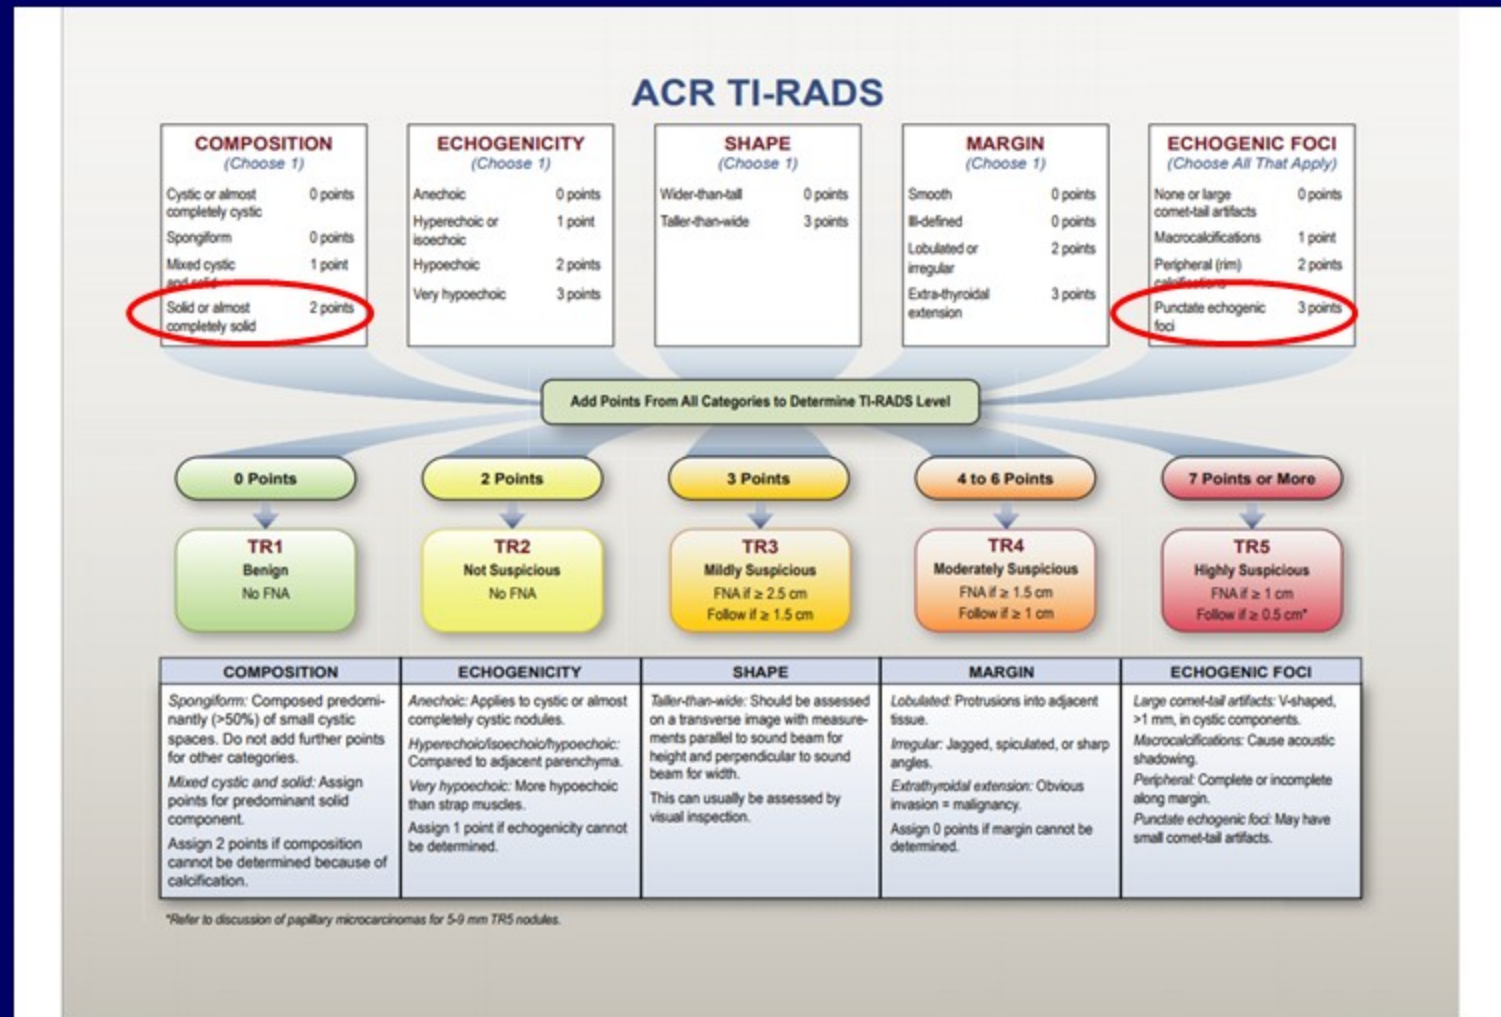 ACR TI-RADS
COMPOSITION
(Choose 1)
Cystic or almost 0 points
completely cystic
Spongiform 0 points
Mixed cystic 1 point
and solid
Solid or almost 2 points
completely solid
ECHOGENICITY
(Choose 1)
Anechoic 0 points
Hyperechoic or 1 point
isoechoic
Hypoechoic 2 points
Very hypoechoic 3 points
SHAPE
(Choose 1)
Wider-than-tall 0 points
Taller-than-wide 3 points
MARGIN
(Choose 1)
Smooth 0 points
Ill-defined 0 points
Lobulated or 2 points
irregular
Extra-thyroidal 3 points
extension
ECHOGENIC FOCI
(Choose All That Apply)
None or large 0 points
comet-tail artifacts
Macrocalcifications 1 point
Peripheral (rim) 2 points
calcifications
Punctate echogenic 3 points
foci
Add Points From All Categories to Determine TI-RADS Level
0 Points
2 Points
3 Points
4 to 6 Points
7 Points or More
TR1
Benign
No FNA
TR2
Not Suspicious
No FNA
TR3
Mildly Suspicious
FNA if ≥ 2.5 cm
Follow if ≥ 1.5 cm
TR4
Moderately Suspicious
FNA if ≥ 1.5 cm
Follow if ≥ 1 cm
TR5
Highly Suspicious
FNA if ≥ 1 cm
Follow if ≥ 0.5 cm*
COMPOSITION
Spongiform: Composed predomi-
nantly (>50%) of small cystic
spaces. Do not add further points
for other categories.
Mixed cystic and solid: Assign
points for predominant solid
component.
Assign 2 points if composition
cannot be determined because of
calcification.
ECHOGENICITY
Anechoic: Applies to cystic or almost
completely cystic nodules.
Hyperechoic/isoechoic/hypoechoic:
Compared to adjacent parenchyma.
Very hypoechoic: More hypoechoic
than strap muscles.
Assign 1 point if echogenicity cannot
be determined.
SHAPE
Taller-than-wide: Should be assessed
on a transverse image with measure-
ments parallel to sound beam for
height and perpendicular to sound
beam for width.
This can usually be assessed by
visual inspection.
MARGIN
Lobulated: Protrusions into adjacent
tissue.
Irregular: Jagged, spiculated, or sharp
angles.
Extrathyroidal extension: Obvious
invasion = malignancy.
Assign 0 points if margin cannot be
determined.
ECHOGENIC FOCI
Large comet-tail artifacts: V-shaped,
>1 mm, in cystic components.
Macrocalcifications: Cause acoustic
shadowing.
Peripheral: Complete or incomplete
along margin.
Punctate echogenic foci: May have
small comet-tail artifacts.
*Refer to discussion of papillary microcarcinomas for 5-9 mm TR5 nodules.